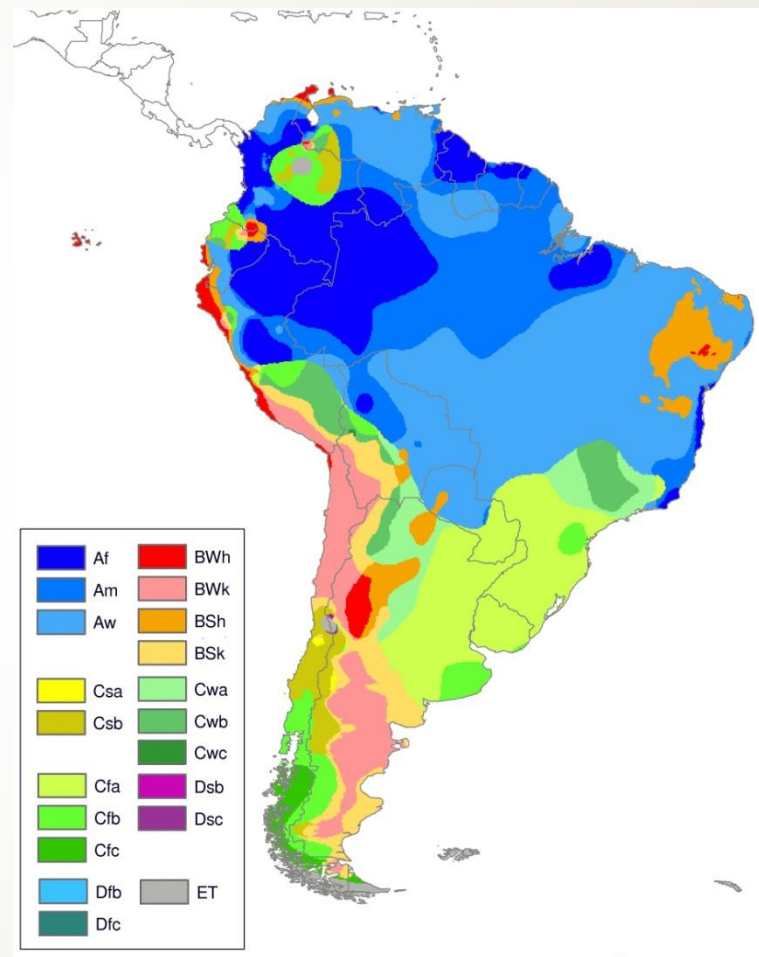 Af
BWh
Am
BWk
Aw
BSh
BSk
Csa
Cwa
Csb
Cwb
Cwc
Cfa
Dsb
Cfb
Dsc
Cfc
Dfb
ET
Dfc